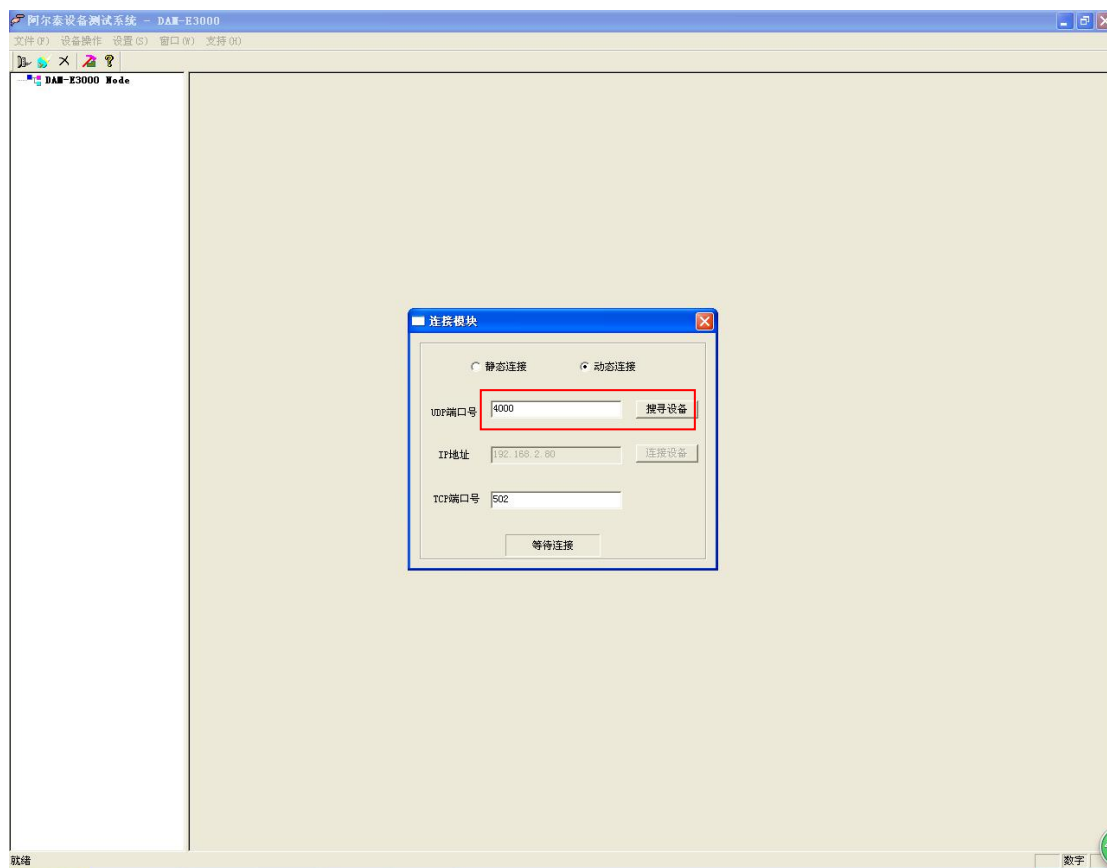 阿尔泰设备测试系统 - DAM-E3000
文件(F) 设备操作 设置(S) 窗口(W) 支持(H)
DAM-E3000 Node
连接模块
静态连接 动态连接
UDP端口号 4000 搜寻设备
IP地址 192.168.2.80 连接设备
TCP端口号 502
等待连接
就绪 数字